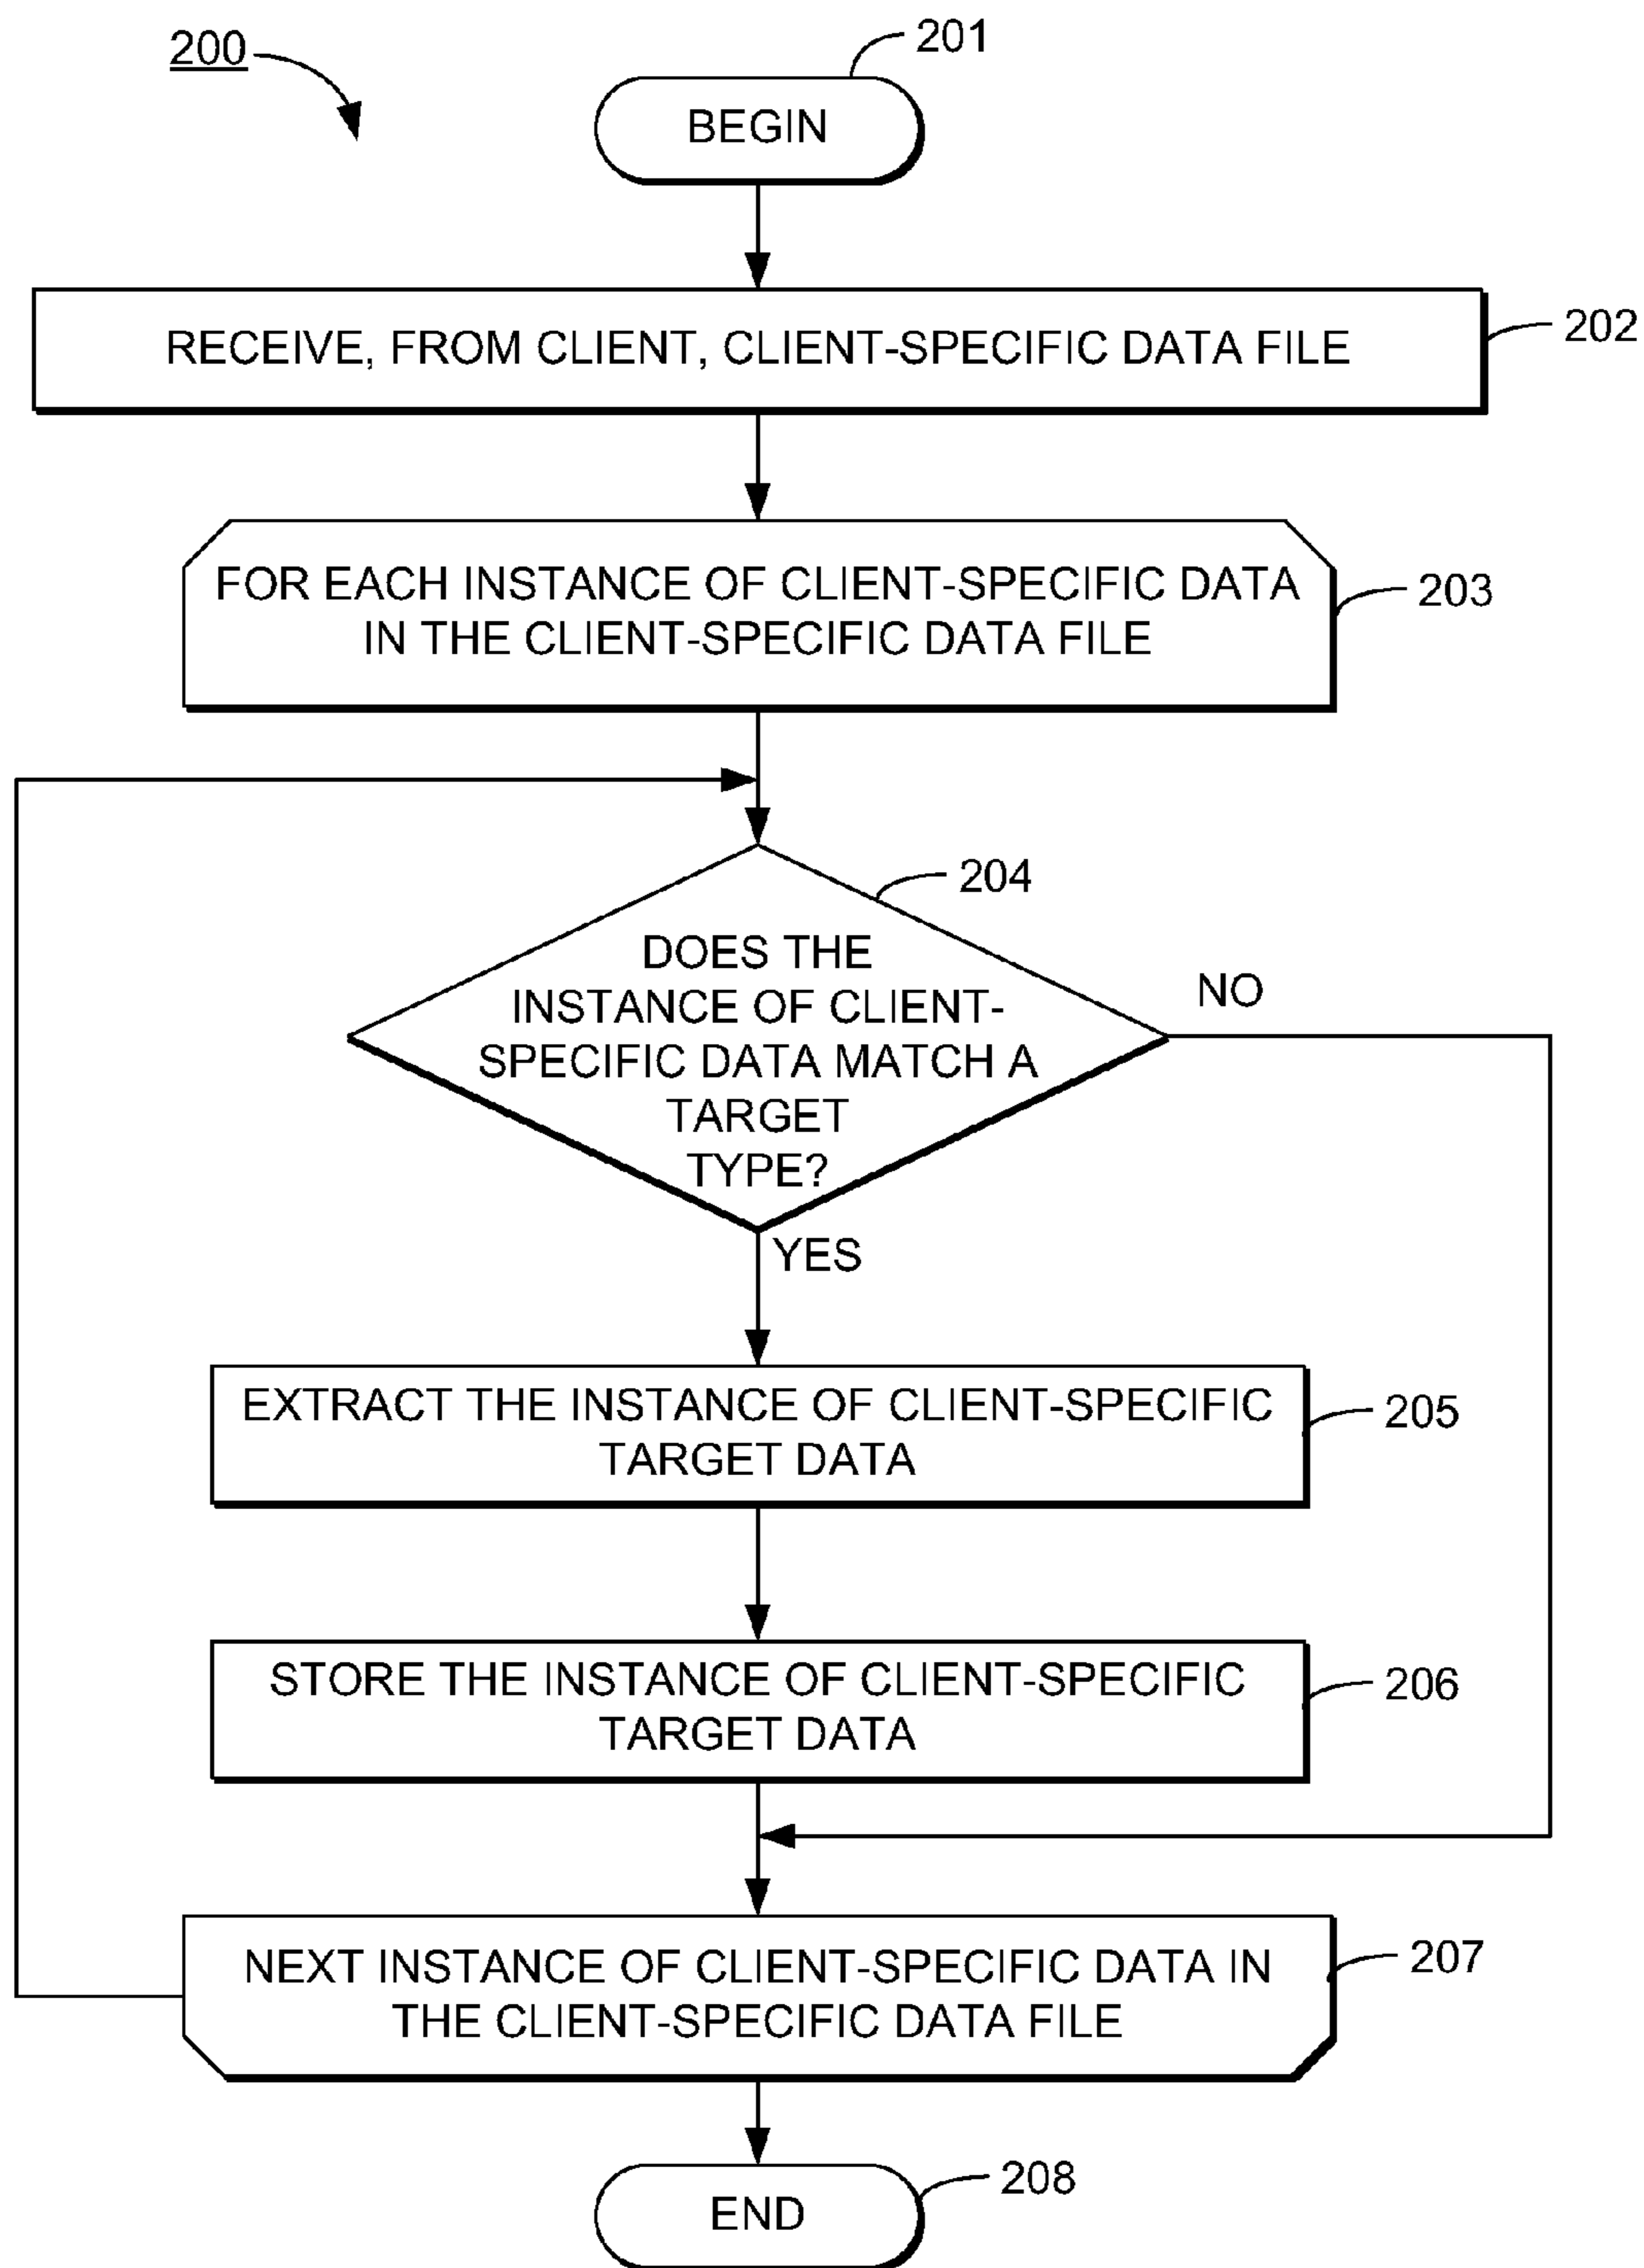 200
201
BEGIN
RECEIVE, FROM CLIENT, CLIENT-SPECIFIC DATA FILE
202
FOR EACH INSTANCE OF CLIENT-SPECIFIC DATA
IN THE CLIENT-SPECIFIC DATA FILE
203
204
DOES THE
INSTANCE OF CLIENT-
SPECIFIC DATA MATCH A
TARGET
TYPE?
NO
YES
EXTRACT THE INSTANCE OF CLIENT-SPECIFIC
TARGET DATA
205
STORE THE INSTANCE OF CLIENT-SPECIFIC
TARGET DATA
206
NEXT INSTANCE OF CLIENT-SPECIFIC DATA IN
THE CLIENT-SPECIFIC DATA FILE
207
208
END